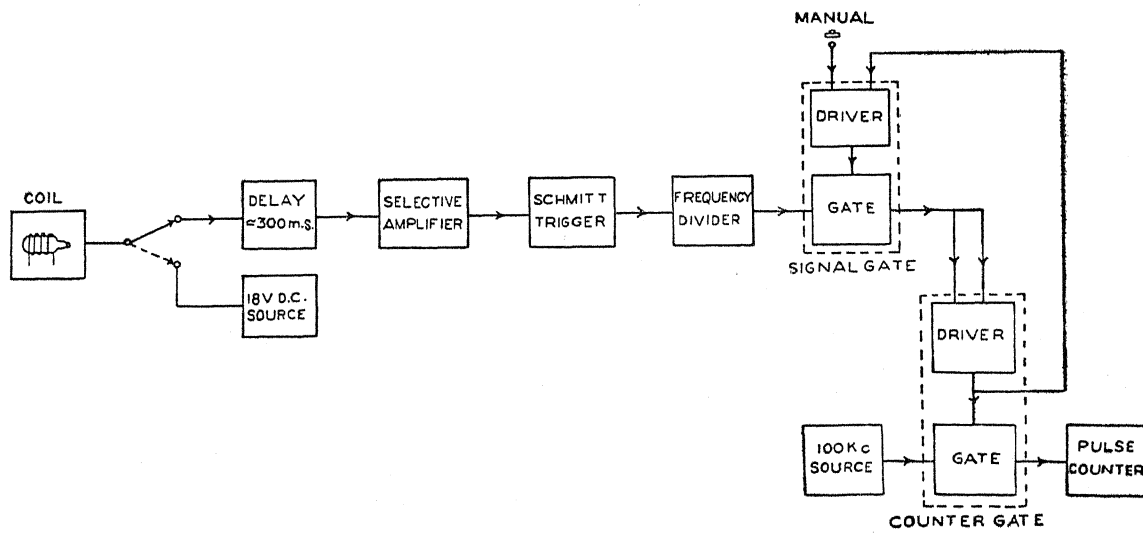 MANUAL
DRIVER
COIL
DELAY
≈300 m.s.
SELECTIVE
AMPLIFIER
SCHMITT
TRIGGER
FREQUENCY
DIVIDER
GATE
SIGNAL GATE
18V D.C.
SOURCE
DRIVER
100Kc
SOURCE
GATE
PULSE
COUNTER
COUNTER GATE